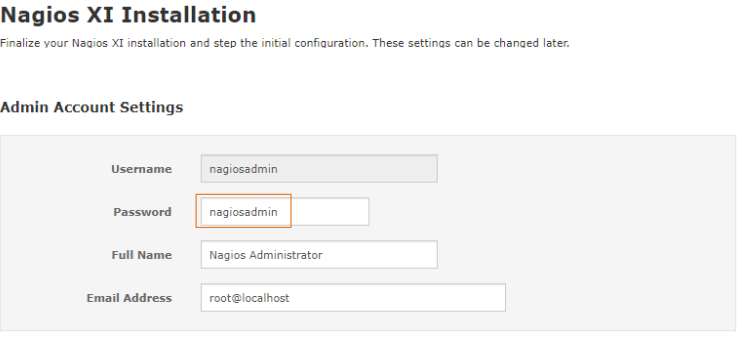 Nagios XI Installation
Finalize your Nagios XI installation and step the initial configuration. These settings can be changed later.
Admin Account Settings
Username nagiosadmin
Password nagiosadmin
Full Name Nagios Administrator
Email Address root@localhost